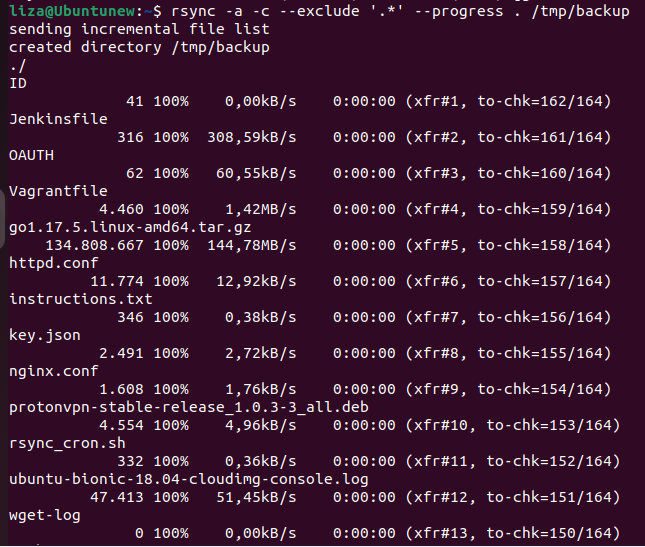 liza@Ubuntunew:~$ rsync -a -c --exclude '.*' --progress . /tmp/backup
sending incremental file list
created directory /tmp/backup
./
ID
41 100% 0,00kB/s 0:00:00 (xfr#1, to-chk=162/164)
Jenkinsfile
316 100% 308,59kB/s 0:00:00 (xfr#2, to-chk=161/164)
OAUTH
62 100% 60,55kB/s 0:00:00 (xfr#3, to-chk=160/164)
Vagrantfile
4.460 100% 1,42MB/s 0:00:00 (xfr#4, to-chk=159/164)
go1.17.5.linux-amd64.tar.gz
134.808.667 100% 144,78MB/s 0:00:00 (xfr#5, to-chk=158/164)
httpd.conf
11.774 100% 12,92kB/s 0:00:00 (xfr#6, to-chk=157/164)
instructions.txt
346 100% 0,38kB/s 0:00:00 (xfr#7, to-chk=156/164)
key.json
2.491 100% 2,72kB/s 0:00:00 (xfr#8, to-chk=155/164)
nginx.conf
1.608 100% 1,76kB/s 0:00:00 (xfr#9, to-chk=154/164)
protonvpn-stable-release_1.0.3-3_all.deb
4.554 100% 4,96kB/s 0:00:00 (xfr#10, to-chk=153/164)
rsync_cron.sh
332 100% 0,36kB/s 0:00:00 (xfr#11, to-chk=152/164)
ubuntu-bionic-18.04-cloudimg-console.log
47.413 100% 51,45kB/s 0:00:00 (xfr#12, to-chk=151/164)
wget-log
0 100% 0,00kB/s 0:00:00 (xfr#13, to-chk=150/164)